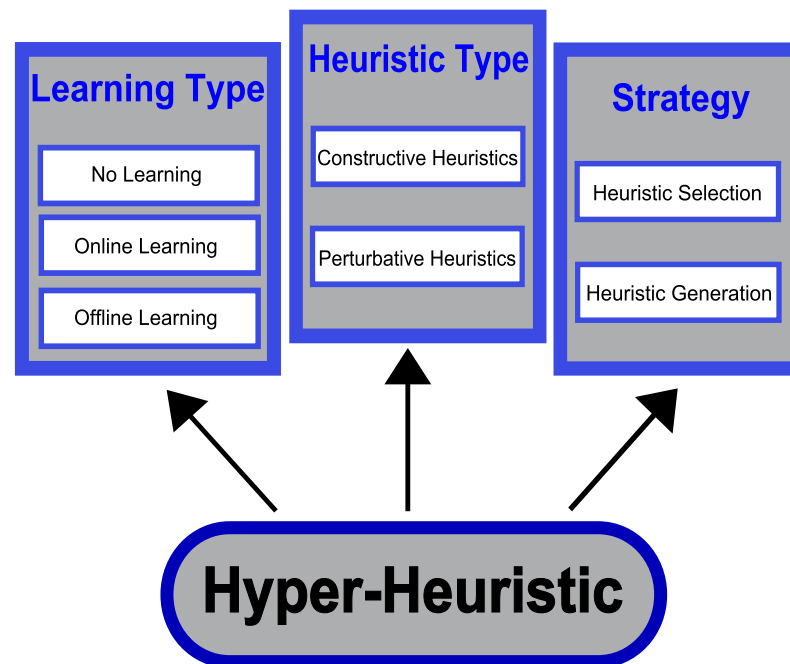 Learning Type
No Learning
Online Learning
Offline Learning
Heuristic Type
Constructive Heuristics
Perturbative Heuristics
Strategy
Heuristic Selection
Heuristic Generation
Hyper-Heuristic